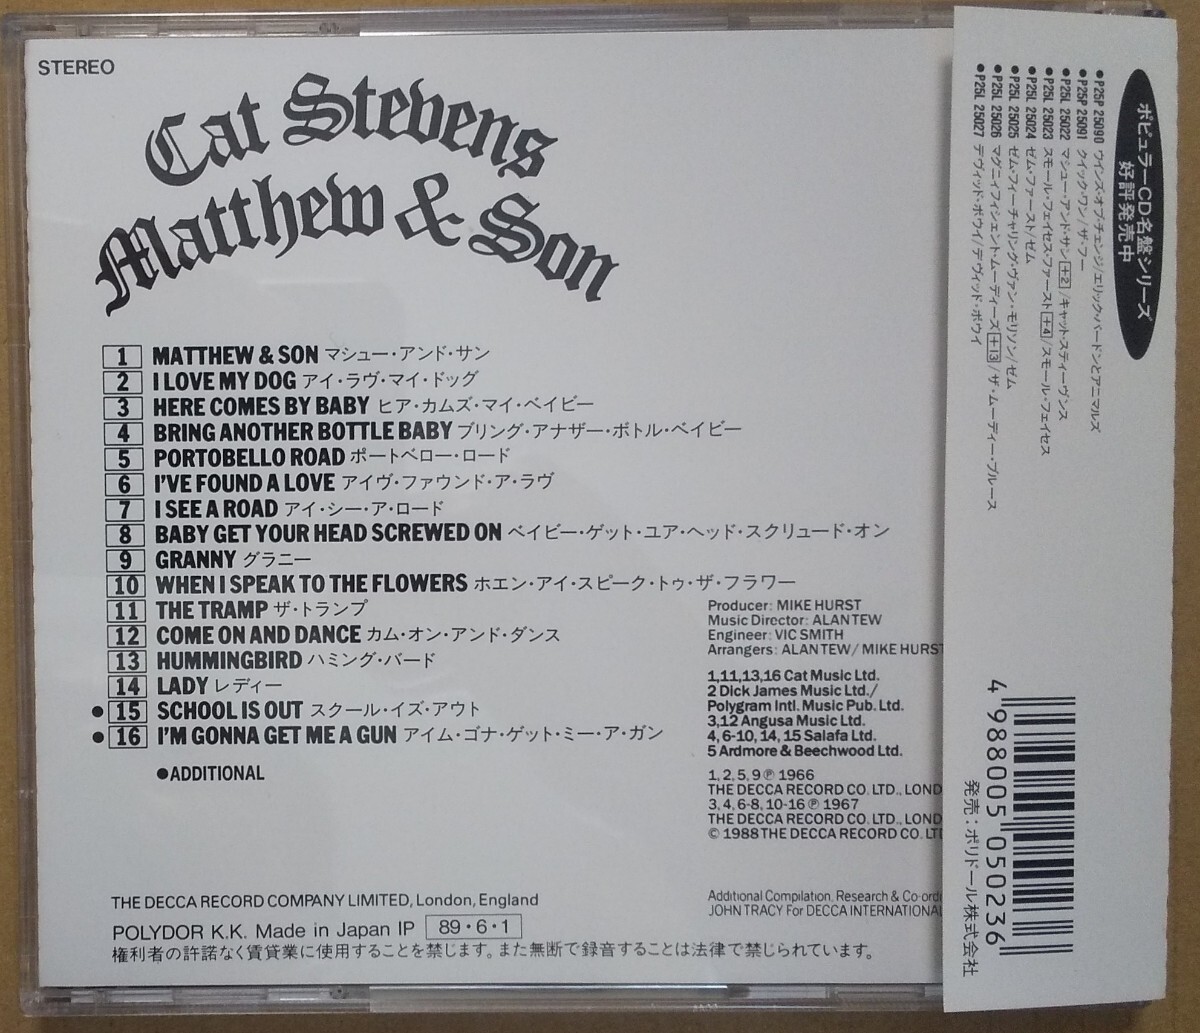 STEREO
Cat Stevens
Matthew & Son
1 MATTHEW & SON マシュー・アンド・サン
2 I LOVE MY DOG アイ・ラヴ・マイ・ドッグ
3 HERE COMES BY BABY ヒア・カムズ・マイ・ベイビー
4 BRING ANOTHER BOTTLE BABY ブリング・アナザー・ボトル・ベイビー
5 PORTOBELLO ROAD ポートベロー・ロード
6 I'VE FOUND A LOVE アイヴ・ファウンド・ア・ラヴ
7 I SEE A ROAD アイ・シー・ア・ロード
8 BABY GET YOUR HEAD SCREWED ON ベイビー・ゲット・ユア・ヘッド・スクリュード・オン
9 GRANNY グラニー
10 WHEN I SPEAK TO THE FLOWERS ホエン・アイ・スピーク・トゥ・ザ・フラワー
11 THE TRAMP ザ・トランプ
12 COME ON AND DANCE カム・オン・アンド・ダンス
13 HUMMINGBIRD ハミング・バード
14 LADY レディー
●15 SCHOOL IS OUT スクール・イズ・アウト
●16 I'M GONNA GET ME A GUN アイム・ゴナ・ゲット・ミー・ア・ガン
●ADDITIONAL
Producer: MIKE HURST
Music Director: ALAN TEW
Engineer: VIC SMITH
Arrangers: ALAN TEW/ MIKE HURST
1,11,13,16 Cat Music Ltd.
2 Dick James Music Ltd./
Polygram Intl. Music Pub. Ltd.
3,12 Angusa Music Ltd.
4, 6-10, 14, 15 Salafa Ltd.
5 Ardmore & Beechwood Ltd.
1, 2, 5, 9 ℗ 1966
THE DECCA RECORD CO. LTD., LOND
3, 4, 6-8, 10-16 ℗ 1967
THE DECCA RECORD CO. LTD., LOND
© 1988 THE DECCA RECORD CO. LT
THE DECCA RECORD COMPANY LIMITED, London, England
Additional Compilation, Research & Co-orde
JOHN TRACY For DECCA INTERNATIONAL
POLYDOR K.K. Made in Japan IP 89・6・1
権利者の許諾なく賃貸業に使用することを禁じます。また無断で録音することは法律で禁じられています。
ポピュラーCD名盤シリーズ
好評発売中
●P25P 25090 ウインズ・オブ・チェンジ/エリック・バードンとアニマルズ
●P25P 25091 クイック・ワン/ザ・フー
●P25L 25022 マシュー・アンド・サン+2/キャット・スティーヴンス
●P25L 25023 スモール・フェイセス・ファースト+4/スモール・フェイセス
●P25L 25024 ゼム・ファースト/ゼム
●P25L 25025 ゼム・フィーチャリング・ヴァン・モリソン/ゼム
●P25L 25026 マグニィフィシェント・ムーディーズ+13/ザ・ムーディー・ブルース
●P25L 25027 デヴィッド・ボウイ/デヴィッド・ボウイ
4 988005 050236
発売:ポリドール株式会社